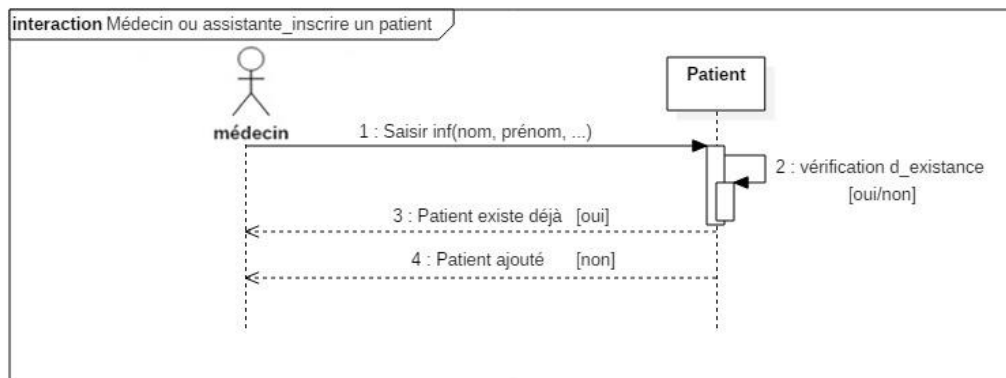 interaction Médecin ou assistante_inscrire un patient
médecin
Patient
1 : Saisir inf(nom, prénom, ...)
2 : vérification d_existance
[oui/non]
3 : Patient existe déjà [oui]
4 : Patient ajouté [non]